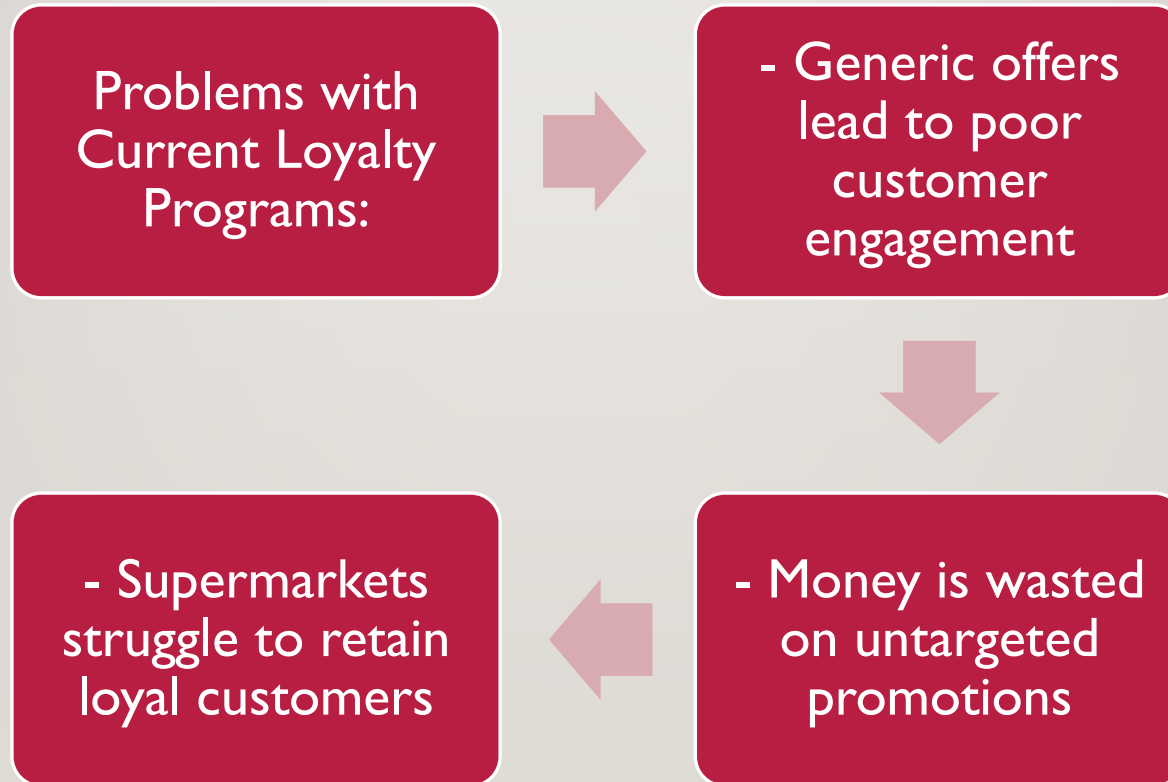 Problems with
Current Loyalty
Programs:
- Generic offers
lead to poor
customer
engagement
- Money is wasted
on untargeted
promotions
- Supermarkets
struggle to retain
loyal customers